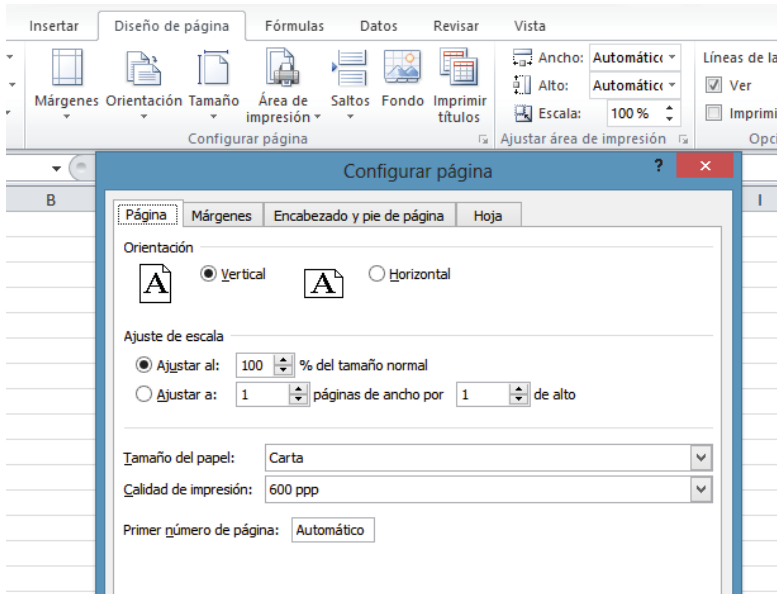 Insertar Diseño de página Fórmulas Datos Revisar Vista
Ancho: Automátic Líneas de la
Alto: Automátic Ver
Márgenes Orientación Tamaño Área de impresión Saltos Fondo Imprimir títulos
Escala: 100 % Imprimi
Configurar página Ajustar área de impresión Opci
Configurar página ? ×
B I
Página Márgenes Encabezado y pie de página Hoja
Orientación
A Vertical A Horizontal
Ajuste de escala
Ajustar al: 100 % del tamaño normal
Ajustar a: 1 páginas de ancho por 1 de alto
Tamaño del papel: Carta
Calidad de impresión: 600 ppp
Primer número de página: Automático